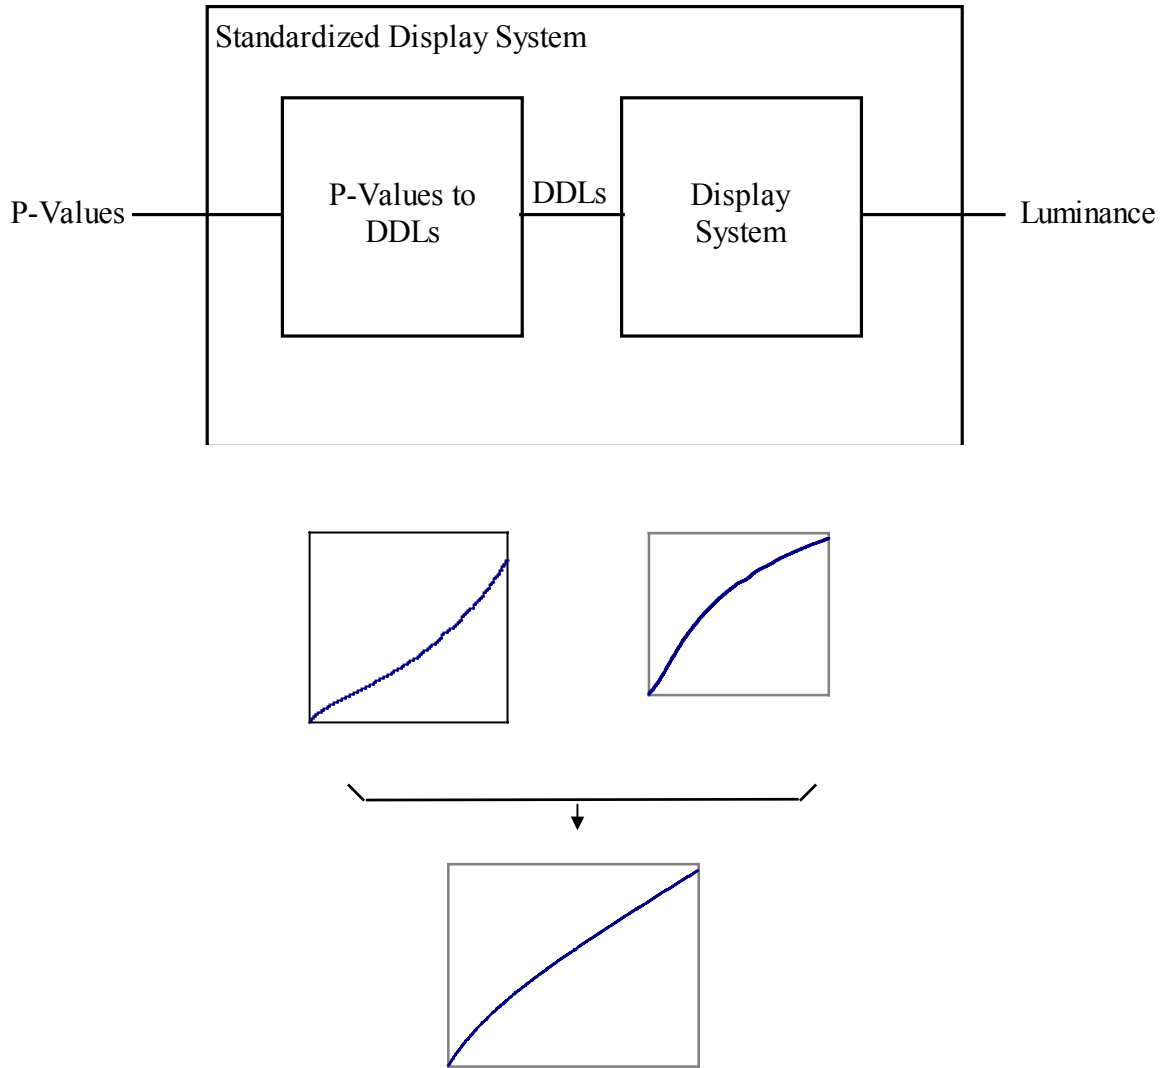 Standardized Display System
P-Values
P-Values to
DDLs
DDLs
Display
System
Luminance